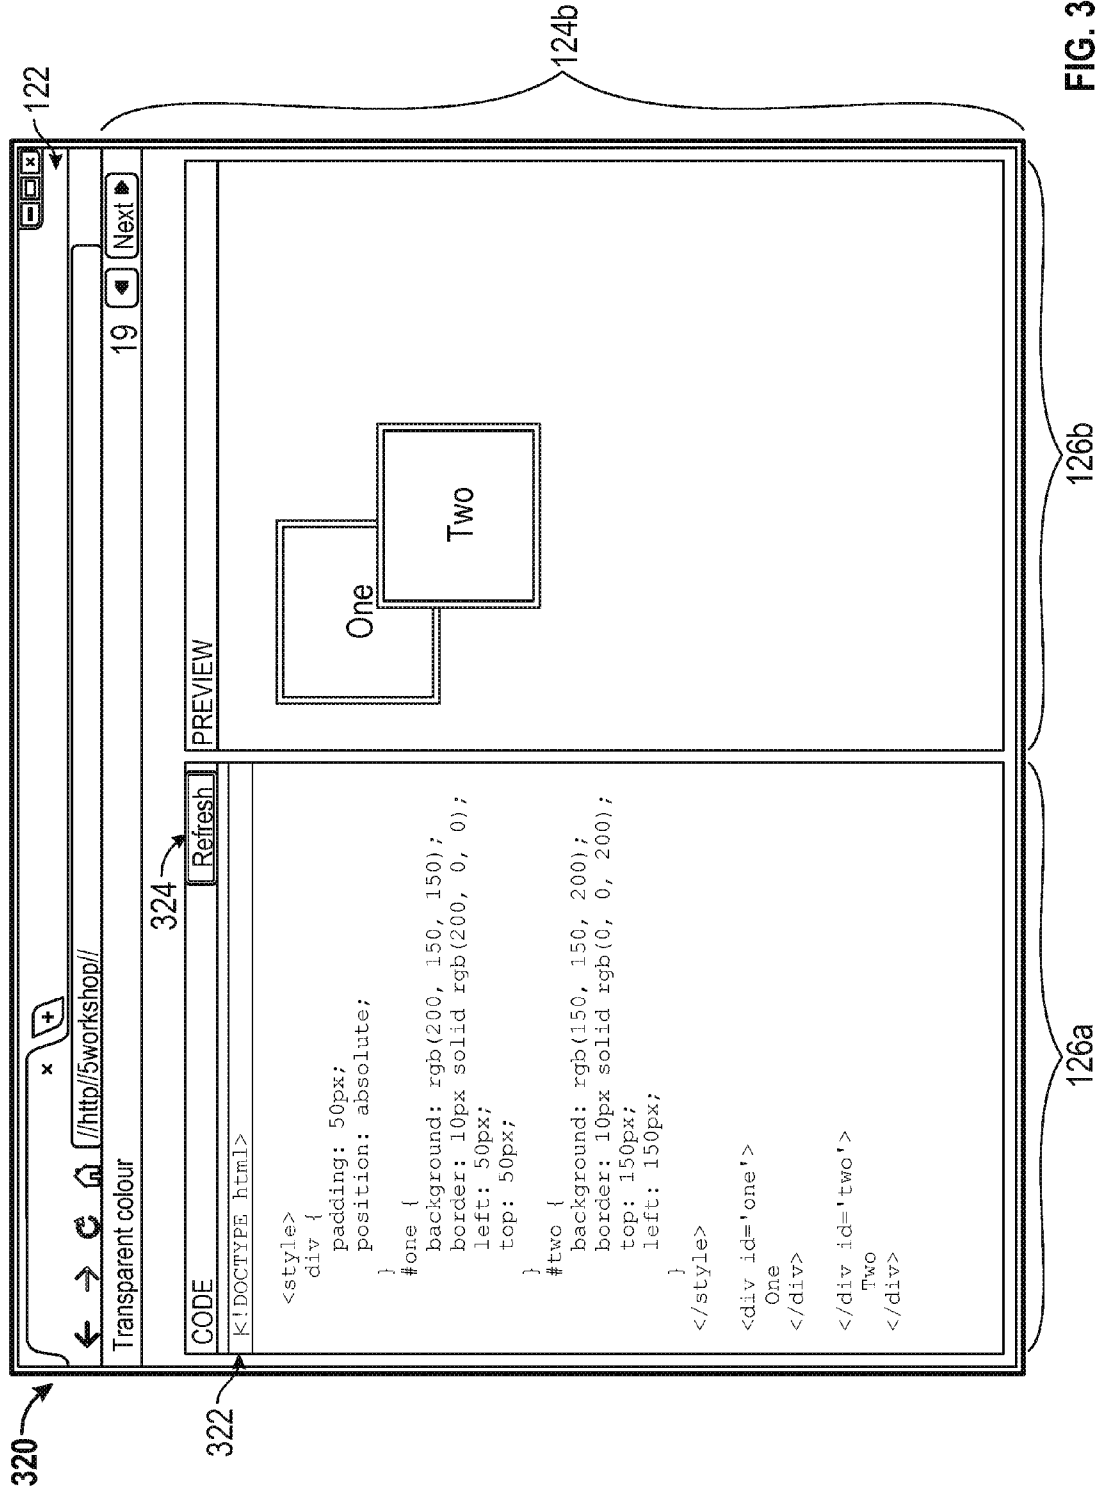 320
122
×
+
×
//http//5workshop//
Transparent colour
19
Next
124b
324
CODE
Refresh
PREVIEW
322
<!DOCTYPE html>
<style>
div {
padding: 50px;
position: absolute;
}
#one {
background: rgb(200, 150, 150);
border: 10px solid rgb(200, 0, 0);
left: 50px;
top: 50px;
}
#two {
background: rgb(150, 150, 200);
border: 10px solid rgb(0, 0, 200);
top: 150px;
left: 150px;
}
</style>
<div id='one'>
One
</div>
</div id='two'>
Two
</div>
One
Two
126a
126b
FIG. 3